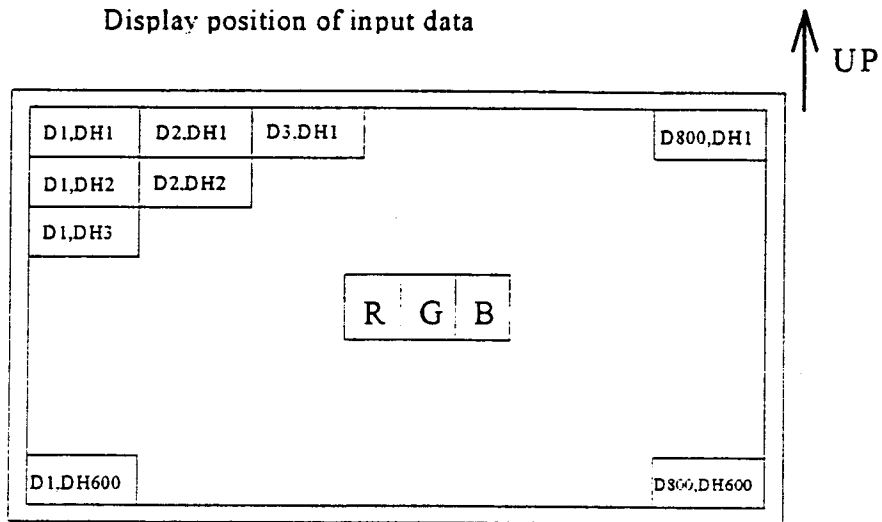 Display position of input data
UP
D1,DH1 D2,DH1 D3,DH1 D800,DH1
D1,DH2 D2,DH2
D1,DH3
R G B
D1,DH600 D800,DH600